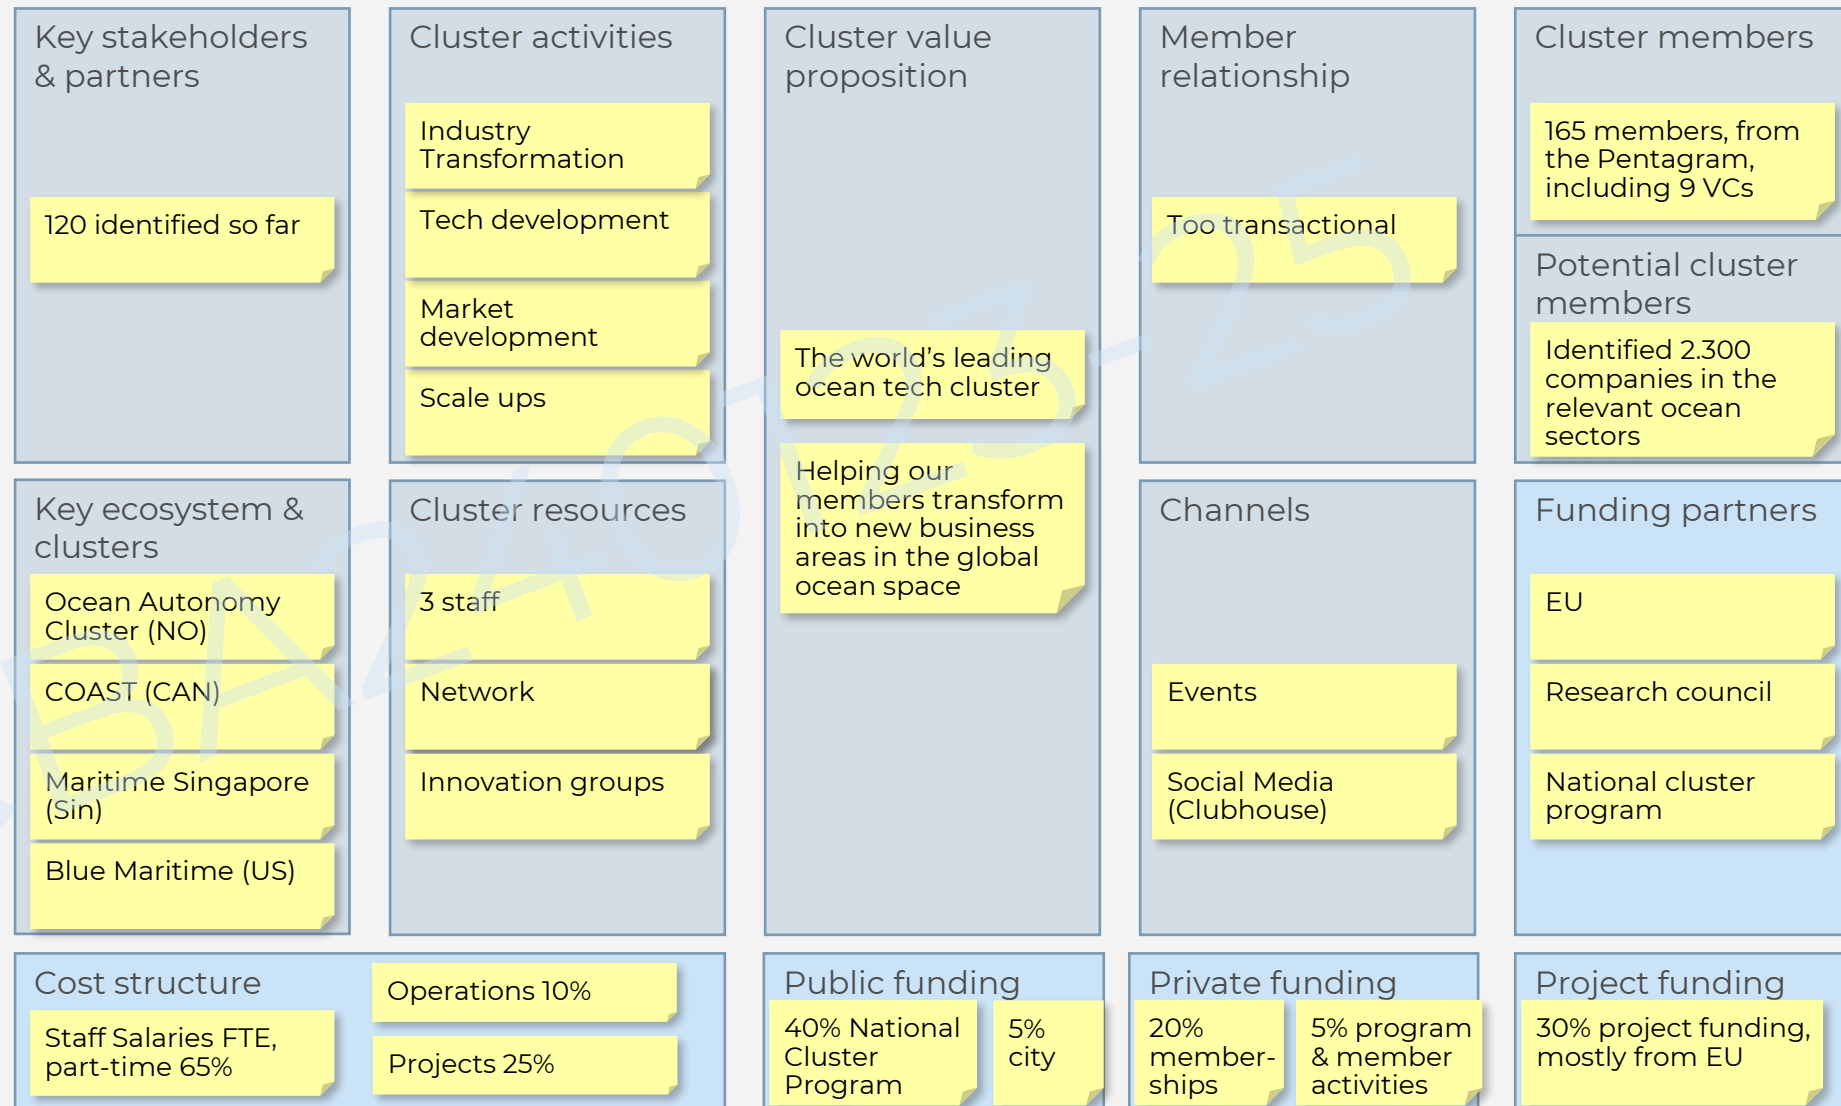 Key stakeholders
& partners
120 identified so far
Cluster activities
Industry
Transformation
Tech development
Market
development
Scale ups
Cluster value
proposition
The world’s leading
ocean tech cluster
Helping our
members transform
into new business
areas in the global
ocean space
Member
relationship
Too transactional
Cluster members
165 members, from
the Pentagram,
including 9 VCs
Potential cluster
members
Identified 2.300
companies in the
relevant ocean
sectors
Key ecosystem &
clusters
Ocean Autonomy
Cluster (NO)
COAST (CAN)
Maritime Singapore
(Sin)
Blue Maritime (US)
Cluster resources
3 staff
Network
Innovation groups
Channels
Events
Social Media
(Clubhouse)
Funding partners
EU
Research council
National cluster
program
Cost structure
Staff Salaries FTE,
part-time 65%
Operations 10%
Projects 25%
Public funding
40% National
Cluster
Program
5%
city
Private funding
20%
member-
ships
5% program
& member
activities
Project funding
30% project funding,
mostly from EU
BA240123-25